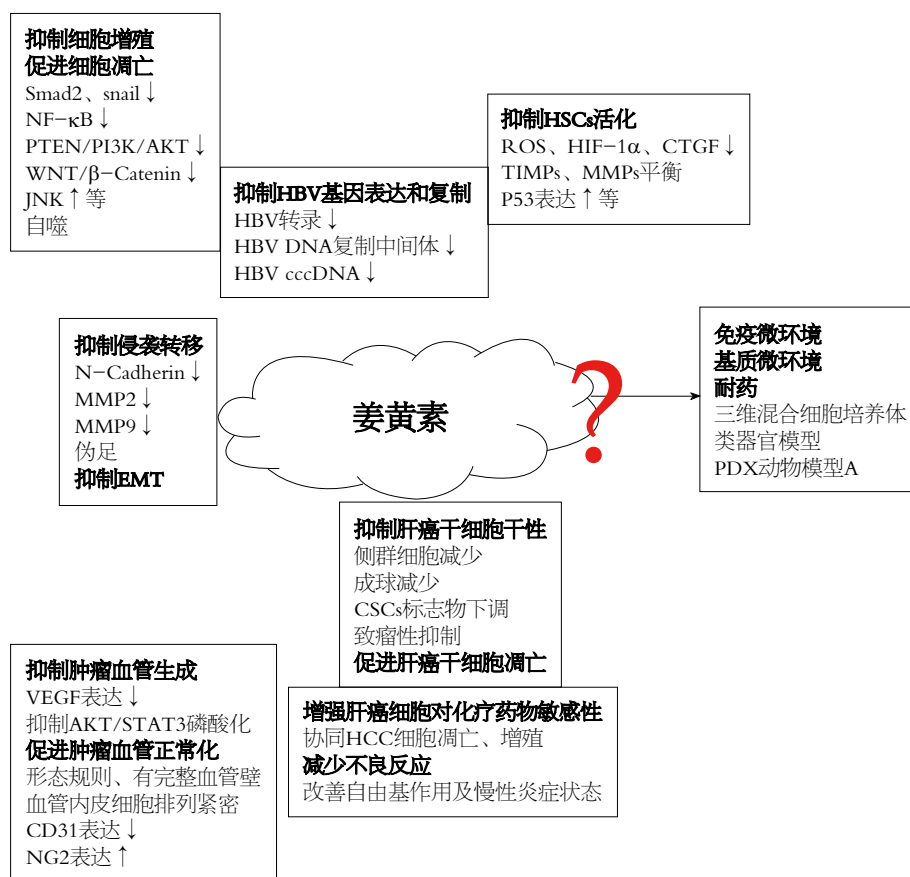 抑制细胞增殖
促进细胞凋亡
Smad2、snail↓
NF-κB↓
PTEN/PI3K/AKT↓
WNT/β-Catenin↓
JNK↑等
自噬
抑制HBV基因表达和复制
HBV转录↓
HBV DNA复制中间体↓
HBV cccDNA↓
抑制HSCs活化
ROS、HIF-1α、CTGF↓
TIMPs、MMPs平衡
P53表达↑等
抑制侵袭转移
N-Cadherin↓
MMP2↓
MMP9↓
伪足
抑制EMT
姜黄素
?
免疫微环境
基质微环境
耐药
三维混合细胞培养体
类器官模型
PDX动物模型A
抑制肝癌干细胞干性
侧群细胞减少
成球减少
CSCs标志物下调
致瘤性抑制
促进肝癌干细胞凋亡
抑制肿瘤血管生成
VEGF表达↓
抑制AKT/STAT3磷酸化
促进肿瘤血管正常化
形态规则、有完整血管壁
血管内皮细胞排列紧密
CD31表达↓
NG2表达↑
增强肝癌细胞对化疗药物敏感性
协同HCC细胞凋亡、增殖
减少不良反应
改善自由基作用及慢性炎症状态